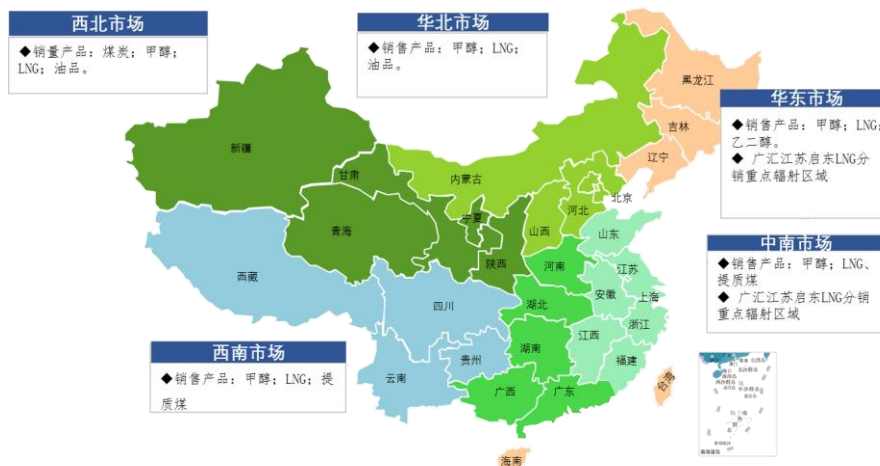 西北市场
◆销量产品：煤炭；甲醇；
LNG；油品。
华北市场
◆销售产品：甲醇；LNG；
油品。
华东市场
◆销售产品：甲醇；LNG；
乙二醇。
◆ 广汇江苏启东LNG分
销重点辐射区域
中南市场
◆销售产品：甲醇；LNG、
提质煤
◆ 广汇江苏启东LNG分销
重点辐射区域
西南市场
◆销售产品：甲醇；LNG；提
质煤
黑龙江
吉林
辽宁
新疆
甘肃
内蒙古
北京
河北
宁夏
山西
青海
山东
陕西
河南
西藏
江苏
安徽
上海
四川
湖北
浙江
江西
湖南
贵州
福建
云南
广西
广东
台湾
海南
南海诸岛